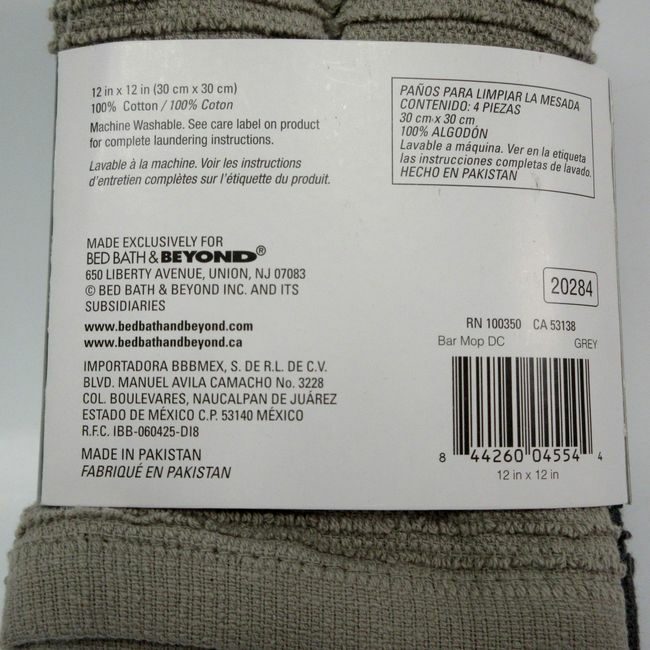 12 in x 12 in (30 cm x 30 cm)
100% Cotton / 100% Coton
Machine Washable. See care label on product
for complete laundering instructions.
Lavable à la machine. Voir les instructions
d'entretien complètes sur l'étiquette du produit.
PAÑOS PARA LIMPIAR LA MESADA
CONTENIDO: 4 PIEZAS
30 cm x 30 cm
100% ALGODÓN
Lavable a máquina. Ver en la etiqueta
las instrucciones completas de lavado.
HECHO EN PAKISTAN
MADE EXCLUSIVELY FOR
BED BATH & BEYOND®
650 LIBERTY AVENUE, UNION, NJ 07083
© BED BATH & BEYOND INC. AND ITS
SUBSIDIARIES
www.bedbathandbeyond.com
www.bedbathandbeyond.ca
IMPORTADORA BBBMEX, S. DE R.L. DE C.V.
BLVD. MANUEL AVILA CAMACHO No. 3228
COL. BOULEVARES, NAUCALPAN DE JUÁREZ
ESTADO DE MÉXICO C.P. 53140 MÉXICO
R.F.C. IBB-060425-DI8
MADE IN PAKISTAN
FABRIQUÉ EN PAKISTAN
20284
RN 100350 CA 53138
Bar Mop DC GREY
8 44260 04554 4
12 in x 12 in